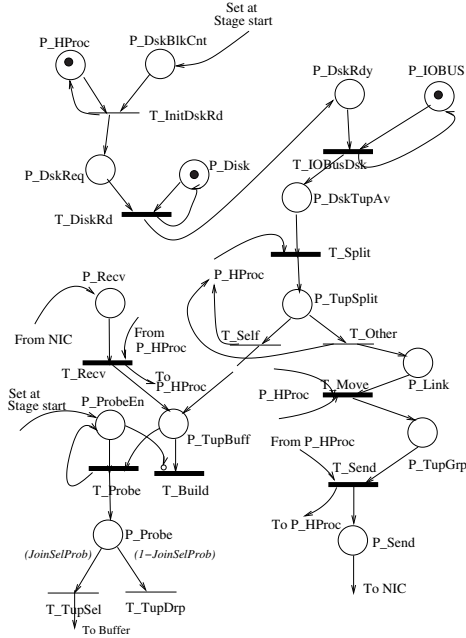 Set at
Stage start
P_HProc
P_DskBlkCnt
P_DskRdy
P_IOBUS
T_InitDskRd
P_DskReq
P_Disk
T_IOBusDsk
T_DiskRd
P_DskTupAv
T_Split
P_Recv
P_HProc
P_TupSplit
From NIC
From
P_HProc
T_Self
T_Other
T_Recv
To
P_HProc
P_Link
Set at
Stage start
P_ProbeEn
P_HProc
T_Move
P_TupBuff
From P_HProc
P_TupGrp
T_Probe
T_Build
T_Send
To P_HProc
P_Probe
P_Send
(JoinSelProb)
(1−JoinSelProb)
To NIC
T_TupSel
T_TupDrp
To Buffer